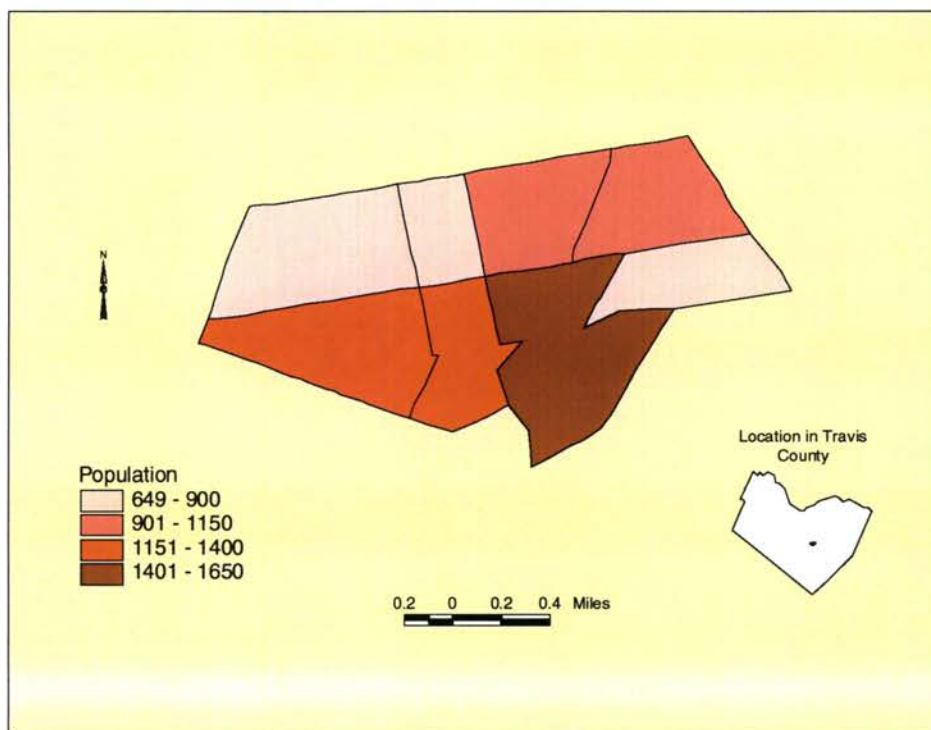 N
Location in Travis
County
Population
649 - 900
901 - 1150
1151 - 1400
1401 - 1650
0.2 0 0.2 0.4 Miles